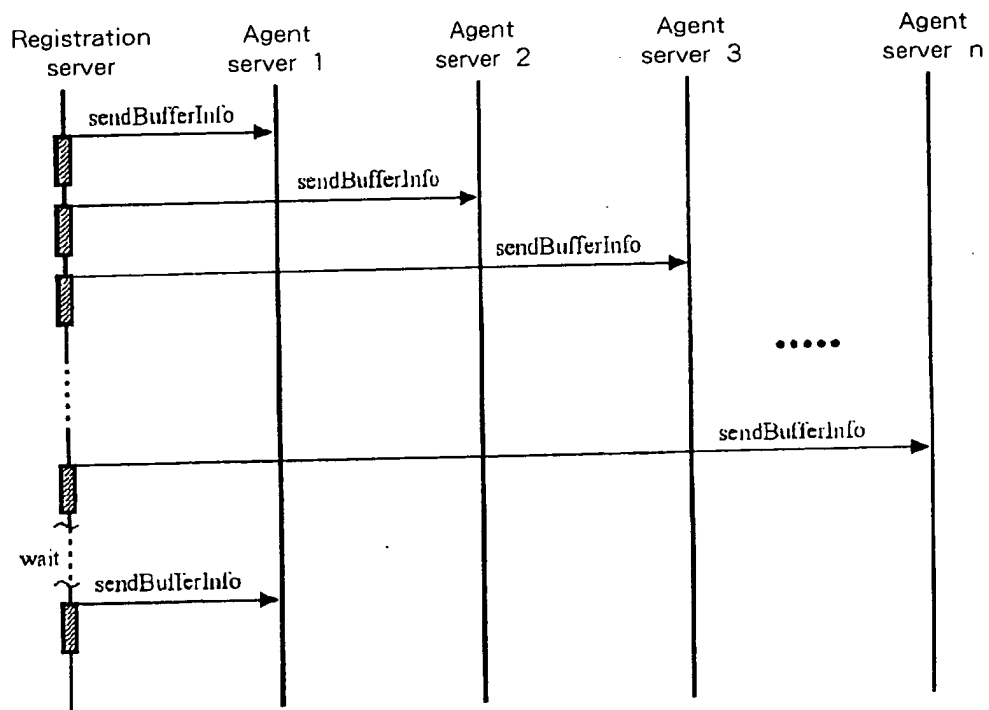 Registration
server
Agent
server 1
Agent
server 2
Agent
server 3
Agent
server n
sendBufferInfo
sendBufferInfo
sendBufferInfo
sendBufferInfo
wait
sendBufferInfo